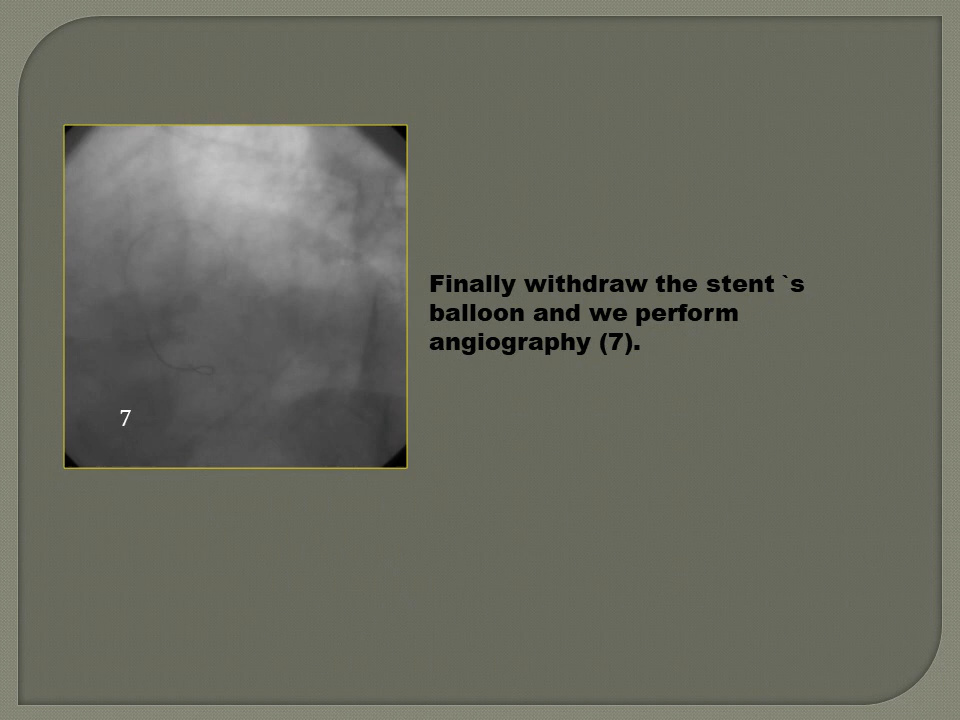 Finally withdraw the stent `s
balloon and we perform
angiography (7).
7